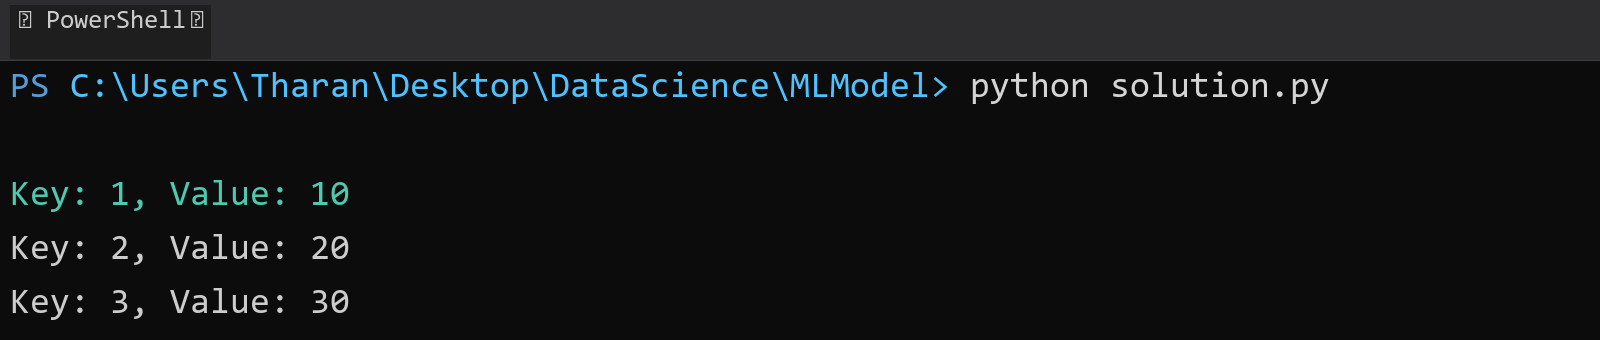 PowerShell
PS C:\Users\Tharan\Desktop\DataScience\MLModel> python solution.py
Key: 1, Value: 10
Key: 2, Value: 20
Key: 3, Value: 30